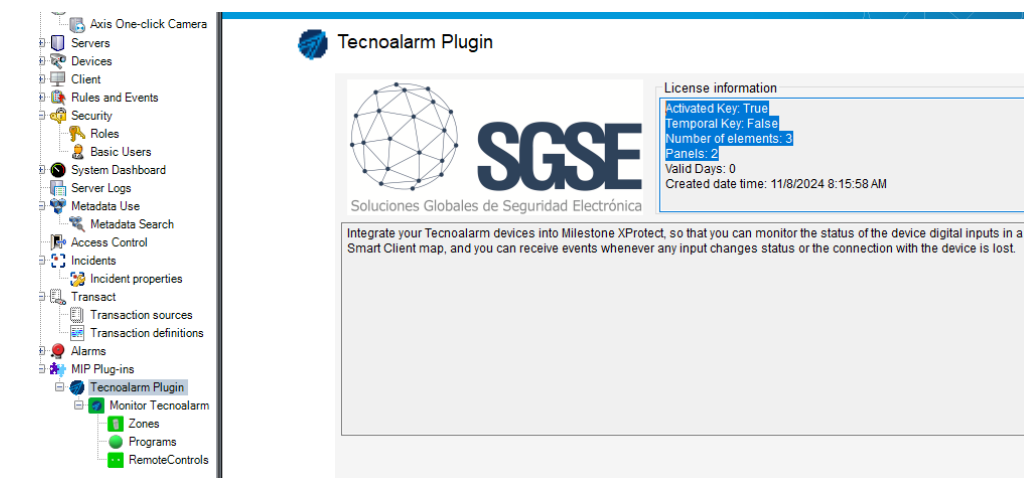 Axis One-click Camera
Servers
Devices
Client
Rules and Events
Security
Roles
Basic Users
System Dashboard
Server Logs
Metadata Use
Metadata Search
Access Control
Incidents
Incident properties
Transact
Transaction sources
Transaction definitions
Alarms
MIP Plug-ins
Tecnoalarm Plugin
Monitor Tecnoalarm
Zones
Programs
RemoteControls
Tecnoalarm Plugin
SGSE
Soluciones Globales de Seguridad Electrónica
License information
Activated Key: True
Temporal Key: False
Number of elements: 3
Panels: 2
Valid Days: 0
Created date time: 11/8/2024 8:15:58 AM
Integrate your Tecnoalarm devices into Milestone XProtect, so that you can monitor the status of the device digital inputs in a
Smart Client map, and you can receive events whenever any input changes status or the connection with the device is lost.